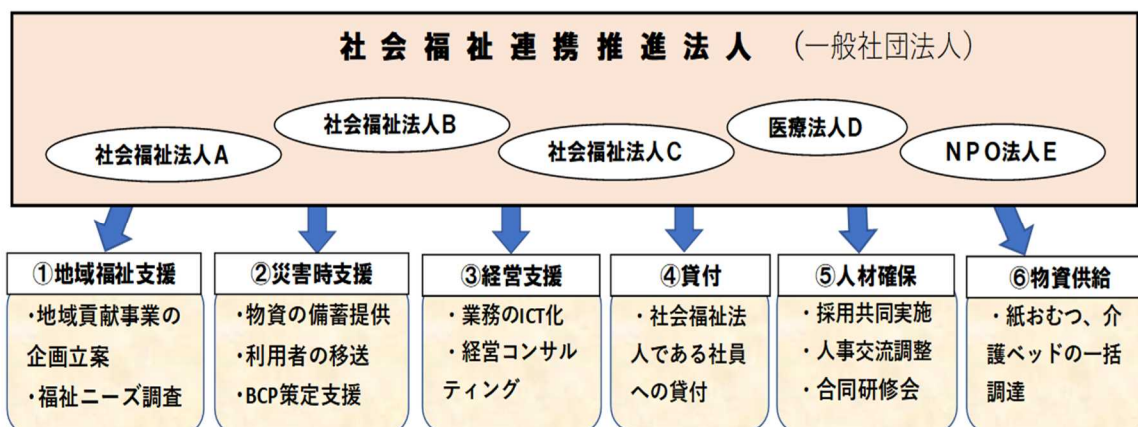 社会福祉連携推進法人 (一般社団法人)
社会福祉法人A
社会福祉法人B
社会福祉法人C
医療法人D
NPO法人E
①地域福祉支援
・地域貢献事業の
企画立案
・福祉ニーズ調査
②災害時支援
・物資の備蓄提供
・利用者の移送
・BCP策定支援
③経営支援
・業務のICT化
・経営コンサル
ティング
④貸付
・社会福祉法
人である社員
への貸付
⑤人材確保
・採用共同実施
・人事交流調整
・合同研修会
⑥物資供給
・紙おむつ、介
護ベッドの一括
調達